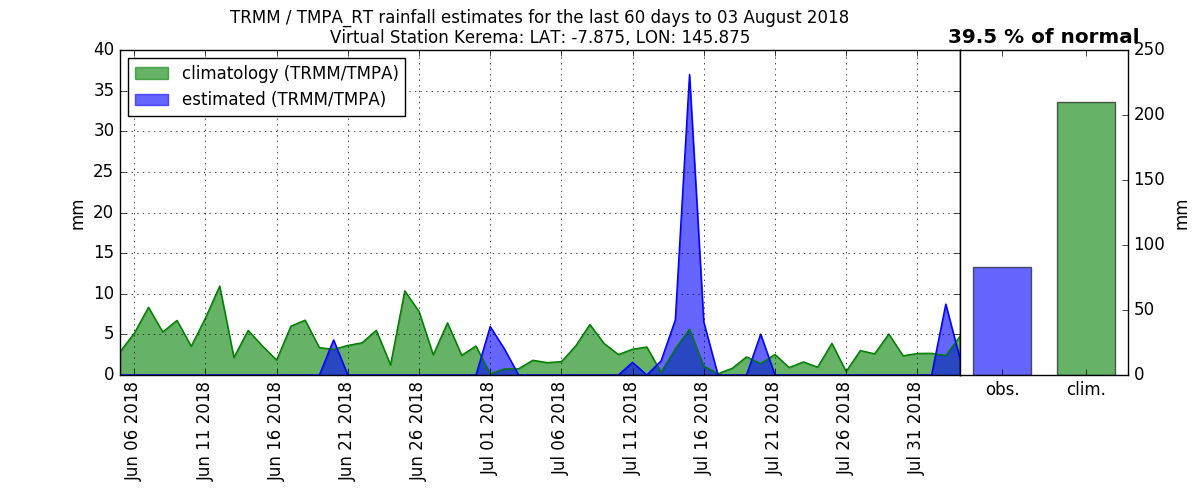 TRMM / TMPA_RT rainfall estimates for the last 60 days to 03 August 2018
Virtual Station Kerema: LAT: -7.875, LON: 145.875
39.5 % of normal
climatology (TRMM/TMPA)
estimated (TRMM/TMPA)
40
35
30
25
20
15
10
5
0
mm
Jun 06 2018
Jun 11 2018
Jun 16 2018
Jun 21 2018
Jun 26 2018
Jul 01 2018
Jul 06 2018
Jul 11 2018
Jul 16 2018
Jul 21 2018
Jul 26 2018
Jul 31 2018
250
200
150
100
50
0
mm
obs.
clim.